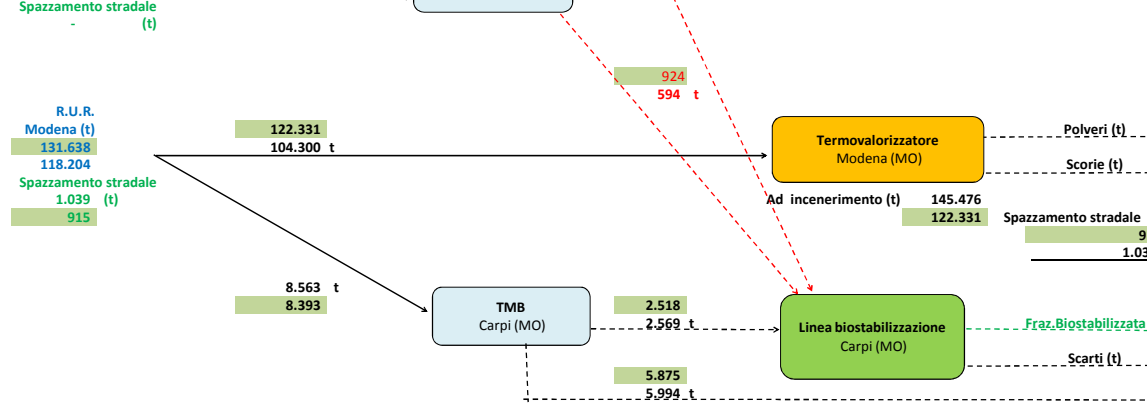 Spazzamento stradale
- (t)
924
594 t
R.U.R.
Modena (t)
131.638
118.204
Spazzamento stradale
1.039 (t)
915
122.331
104.300 t
Termovalorizzatore
Modena (MO)
Polveri (t)
Scorie (t)
Ad incenerimento (t) 145.476
122.331
Spazzamento stradale
8.563 t
8.393
TMB
Carpi (MO)
2.518
2.569 t
Linea biostabilizzazione
Carpi (MO)
Fraz.Biostabilizzata
Scarti (t)
5.875
5.994 t